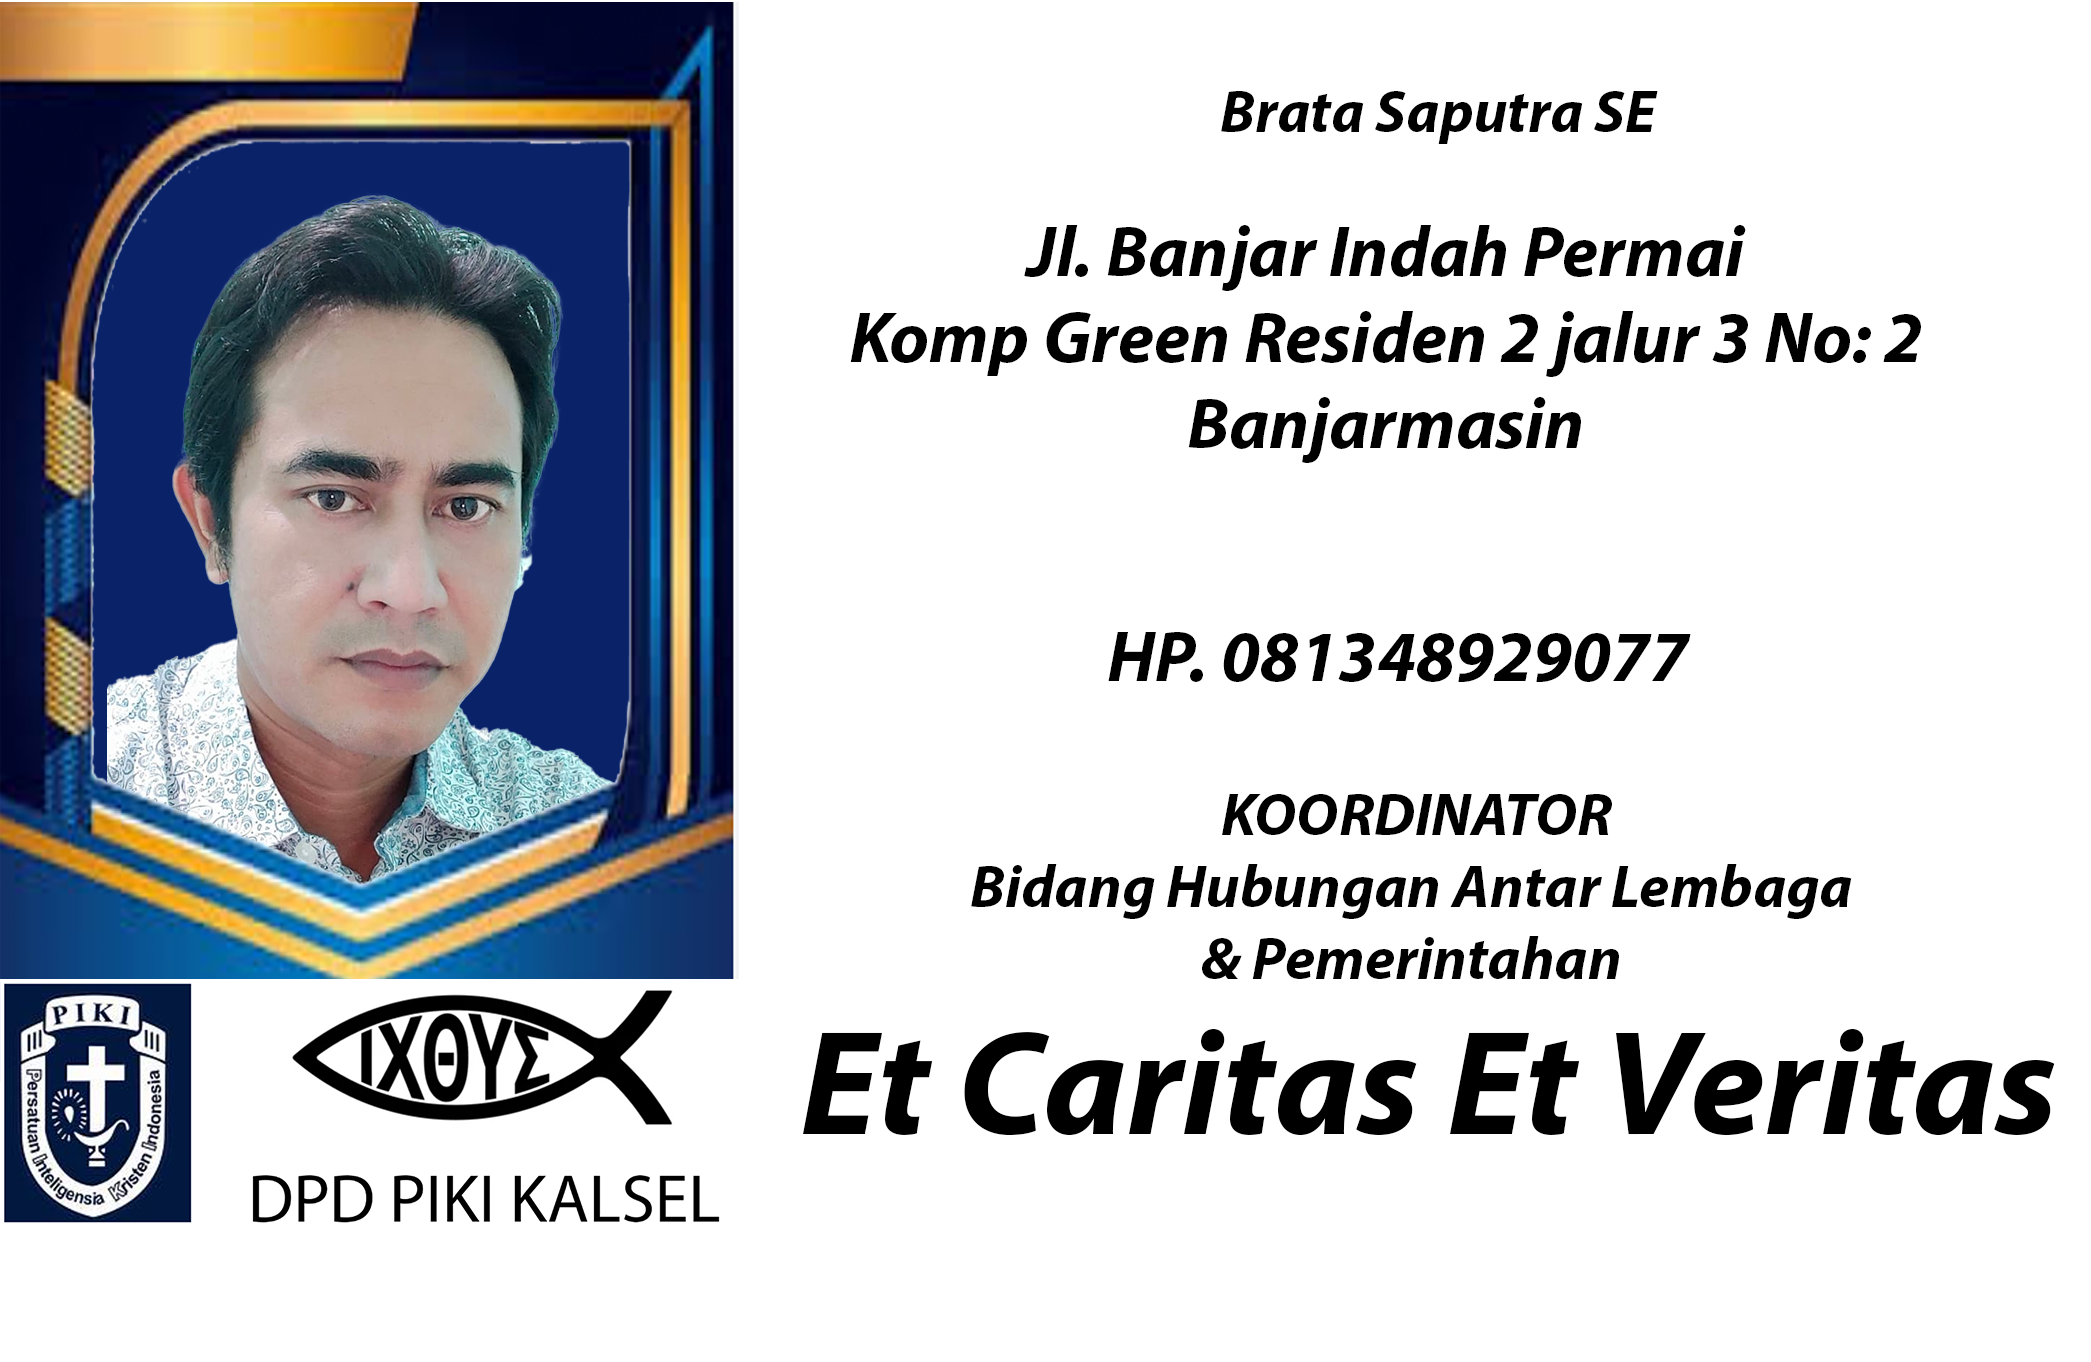 Brata Saputra SE
Jl. Banjar Indah Permai
Komp Green Residen 2 jalur 3 No: 2
Banjarmasin
HP. 081348929077
KOORDINATOR
Bidang Hubungan Antar Lembaga
& Pemerintahan
Et Caritas Et Veritas
PIKI
Persatuan Inteligensia Kristen Indonesia
ΙΧΘΥΣ
DPD PIKI KALSEL